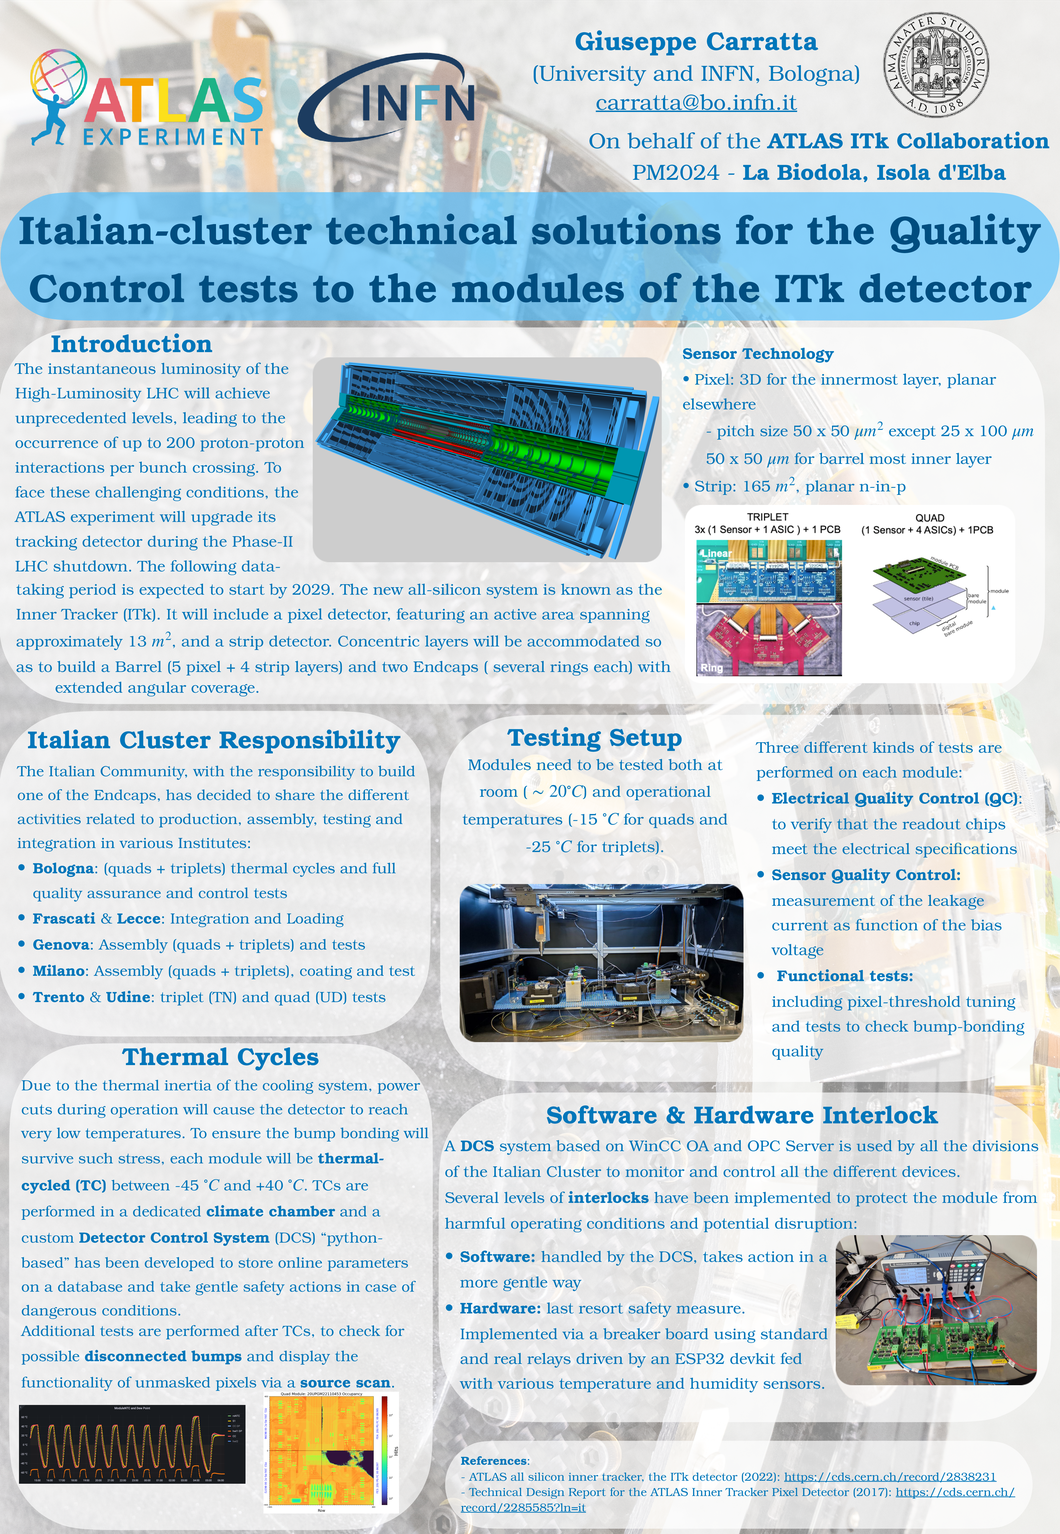 ATLAS
EXPERIMENT
INFN
Giuseppe Carratta
(University and INFN, Bologna)
carratta@bo.infn.it
ALMA MATER STUDIORUM
A.D. 1088
On behalf of the ATLAS ITk Collaboration
PM2024 - La Biodola, Isola d'Elba
Italian-cluster technical solutions for the Quality
Control tests to the modules of the ITk detector
Introduction
The instantaneous luminosity of the
High-Luminosity LHC will achieve
unprecedented levels, leading to the
occurrence of up to 200 proton-proton
interactions per bunch crossing. To
face these challenging conditions, the
ATLAS experiment will upgrade its
tracking detector during the Phase-II
LHC shutdown. The following data-
taking period is expected to start by 2029. The new all-silicon system is known as the
Inner Tracker (ITk). It will include a pixel detector, featuring an active area spanning
approximately 13 m², and a strip detector. Concentric layers will be accommodated so
as to build a Barrel (5 pixel + 4 strip layers) and two Endcaps ( several rings each) with
extended angular coverage.
Sensor Technology
• Pixel: 3D for the innermost layer, planar
elsewhere
- pitch size 50 x 50 μm² except 25 x 100 μm
50 x 50 μm for barrel most inner layer
• Strip: 165 m², planar n-in-p
TRIPLET
3x (1 Sensor + 1 ASIC ) + 1 PCB
Linear
Ring
QUAD
(1 Sensor + 4 ASICs) + 1PCB
module PCB
sensor (tile)
chip
bare
module
module
digital
bare module
Italian Cluster Responsibility
The Italian Community, with the responsibility to build
one of the Endcaps, has decided to share the different
activities related to production, assembly, testing and
integration in various Institutes:
• Bologna: (quads + triplets) thermal cycles and full
quality assurance and control tests
• Frascati & Lecce: Integration and Loading
• Genova: Assembly (quads + triplets) and tests
• Milano: Assembly (quads + triplets), coating and test
• Trento & Udine: triplet (TN) and quad (UD) tests
Testing Setup
Modules need to be tested both at
room ( ~ 20°C) and operational
temperatures (-15 °C for quads and
-25 °C for triplets).
Three different kinds of tests are
performed on each module:
• Electrical Quality Control (QC):
to verify that the readout chips
meet the electrical specifications
• Sensor Quality Control:
measurement of the leakage
current as function of the bias
voltage
• Functional tests:
including pixel-threshold tuning
and tests to check bump-bonding
quality
Thermal Cycles
Due to the thermal inertia of the cooling system, power
cuts during operation will cause the detector to reach
very low temperatures. To ensure the bump bonding will
survive such stress, each module will be thermal-
cycled (TC) between -45 °C and +40 °C. TCs are
performed in a dedicated climate chamber and a
custom Detector Control System (DCS) “python-
based” has been developed to store online parameters
on a database and take gentle safety actions in case of
dangerous conditions.
Additional tests are performed after TCs, to check for
possible disconnected bumps and display the
functionality of unmasked pixels via a source scan.
Row
Hits
Software & Hardware Interlock
A DCS system based on WinCC OA and OPC Server is used by all the divisions
of the Italian Cluster to monitor and control all the different devices.
Several levels of interlocks have been implemented to protect the module from
harmful operating conditions and potential disruption:
• Software: handled by the DCS, takes action in a
more gentle way
• Hardware: last resort safety measure.
Implemented via a breaker board using standard
and real relays driven by an ESP32 devkit fed
with various temperature and humidity sensors.
References:
- ATLAS all silicon inner tracker, the ITk detector (2022): https://cds.cern.ch/record/2838231
- Technical Design Report for the ATLAS Inner Tracker Pixel Detector (2017): https://cds.cern.ch/
record/2285585?ln=it